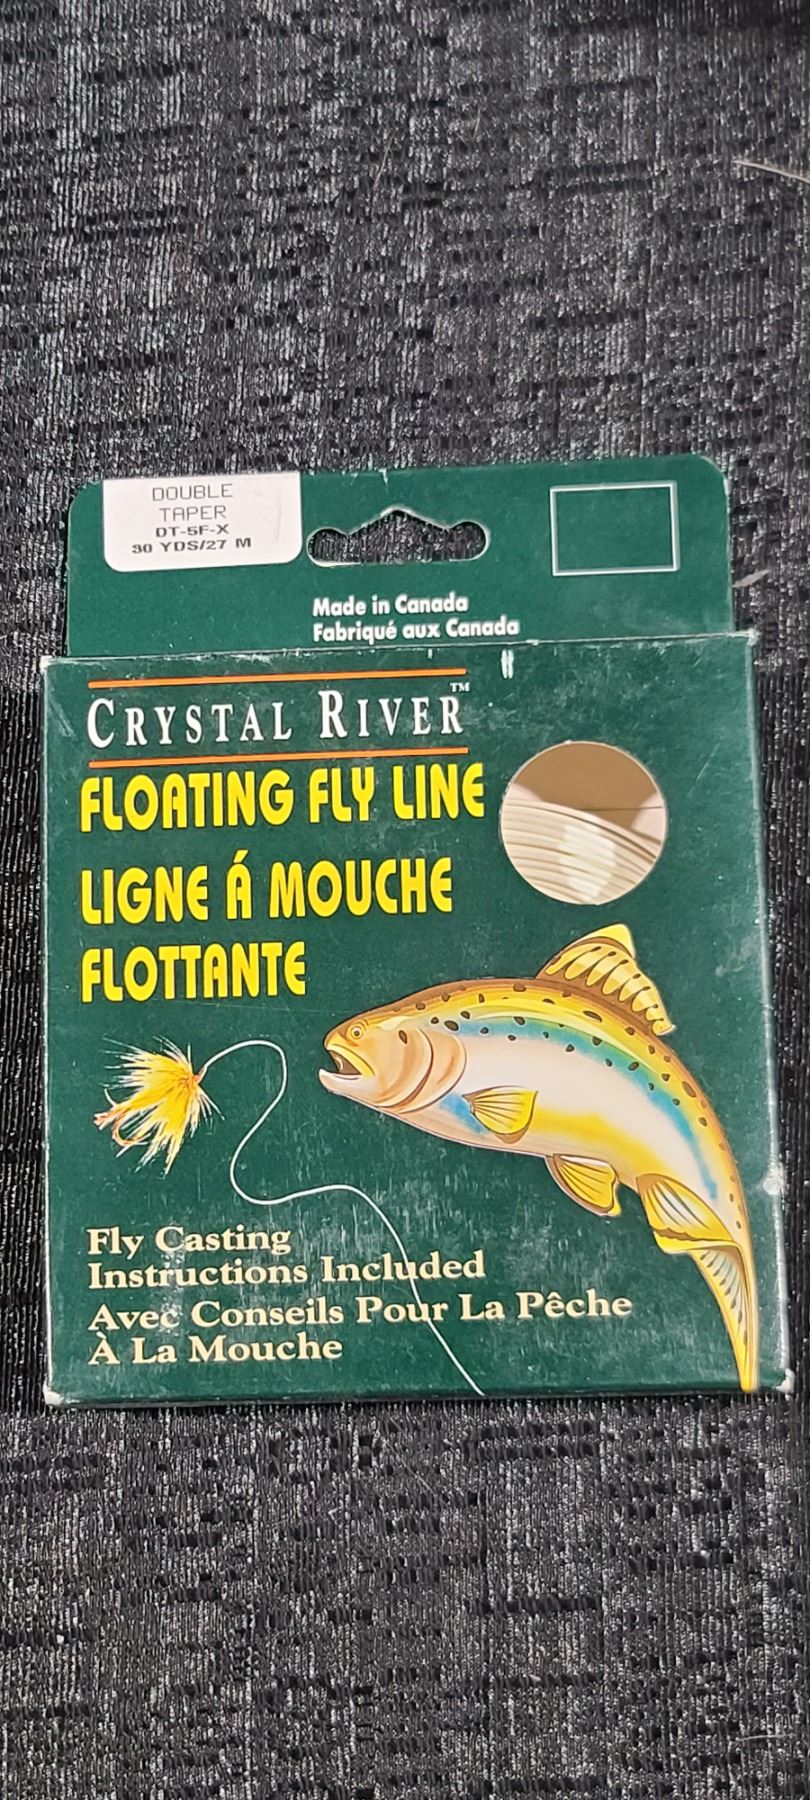 DOUBLE
TAPER
DT-5F-X
30 YDS/27 M
Made in Canada
Fabriqué aux Canada
CRYSTAL RIVER™
FLOATING FLY LINE
LIGNE Á MOUCHE
FLOTTANTE
Fly Casting
Instructions Included
Avec Conseils Pour La Pêche
À La Mouche